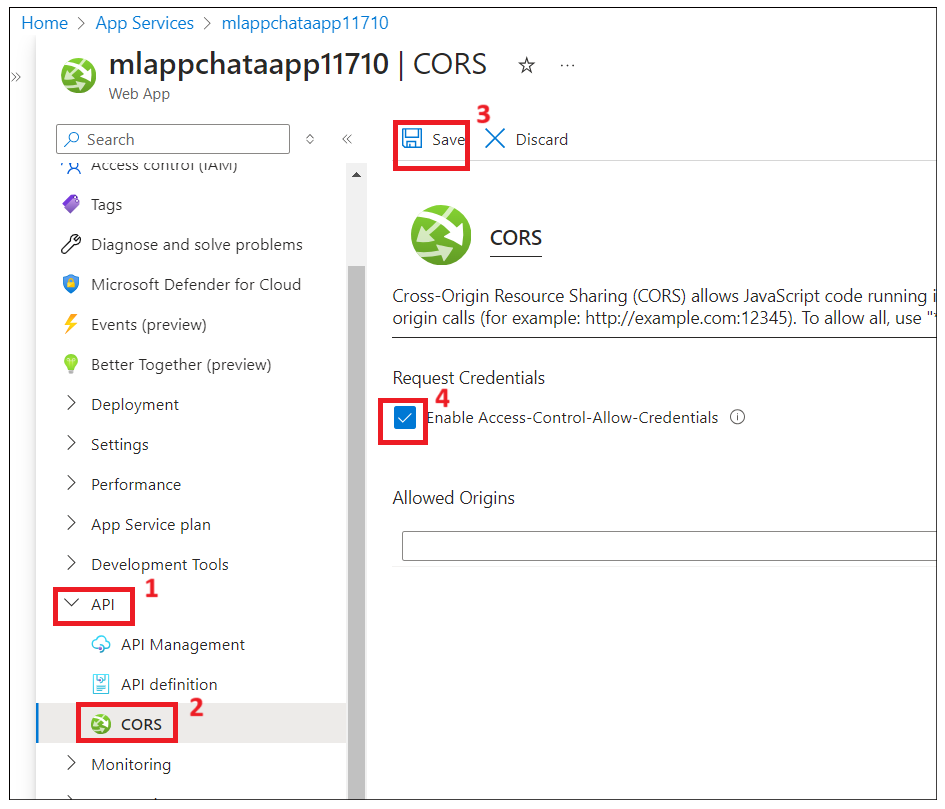 Home > App Services > mlappchataapp11710
»
mlappchataapp11710 | CORS ☆ ...
Web App
Search
«
3
Save
Discard
Access control (IAM)
Tags
Diagnose and solve problems
Microsoft Defender for Cloud
Events (preview)
Better Together (preview)
Deployment
Settings
Performance
App Service plan
Development Tools
1
API
API Management
API definition
2
CORS
Monitoring
CORS
Cross-Origin Resource Sharing (CORS) allows JavaScript code running i
origin calls (for example: http://example.com:12345). To allow all, use "*
Request Credentials
4
Enable Access-Control-Allow-Credentials
Allowed Origins